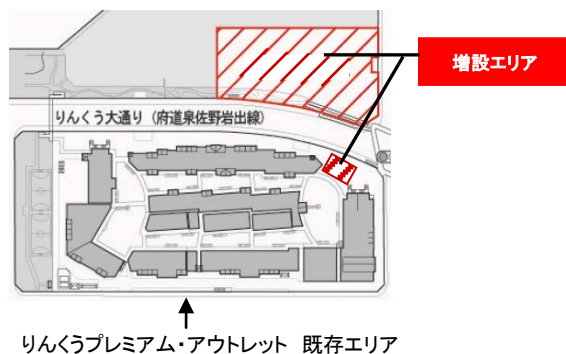 増設エリア
りんくう大通り (府道泉佐野岩出線)
りんくうプレミアム・アウトレット 既存エリア